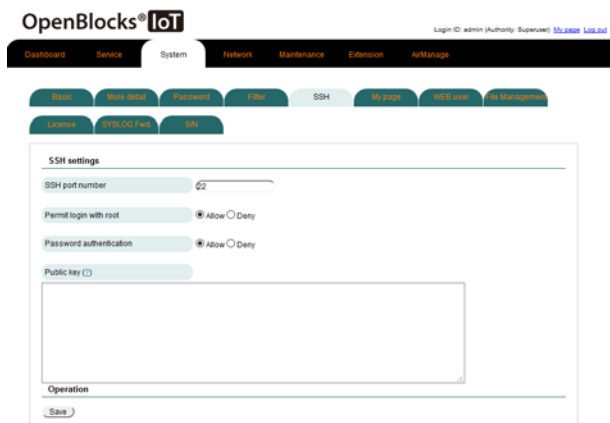 OpenBlocks® IoT
Login ID: admin (Authority: Superuser) My page Log out
Dashboard Service System Network Maintenance Extension AirManage
Basic More detail Password Filter SSH My page WEB user File Management
License SYSLOG Fwd. S/N
SSH settings
SSH port number 22
Permit login with root Allow Deny
Password authentication Allow Deny
Public key (?)
Operation
Save